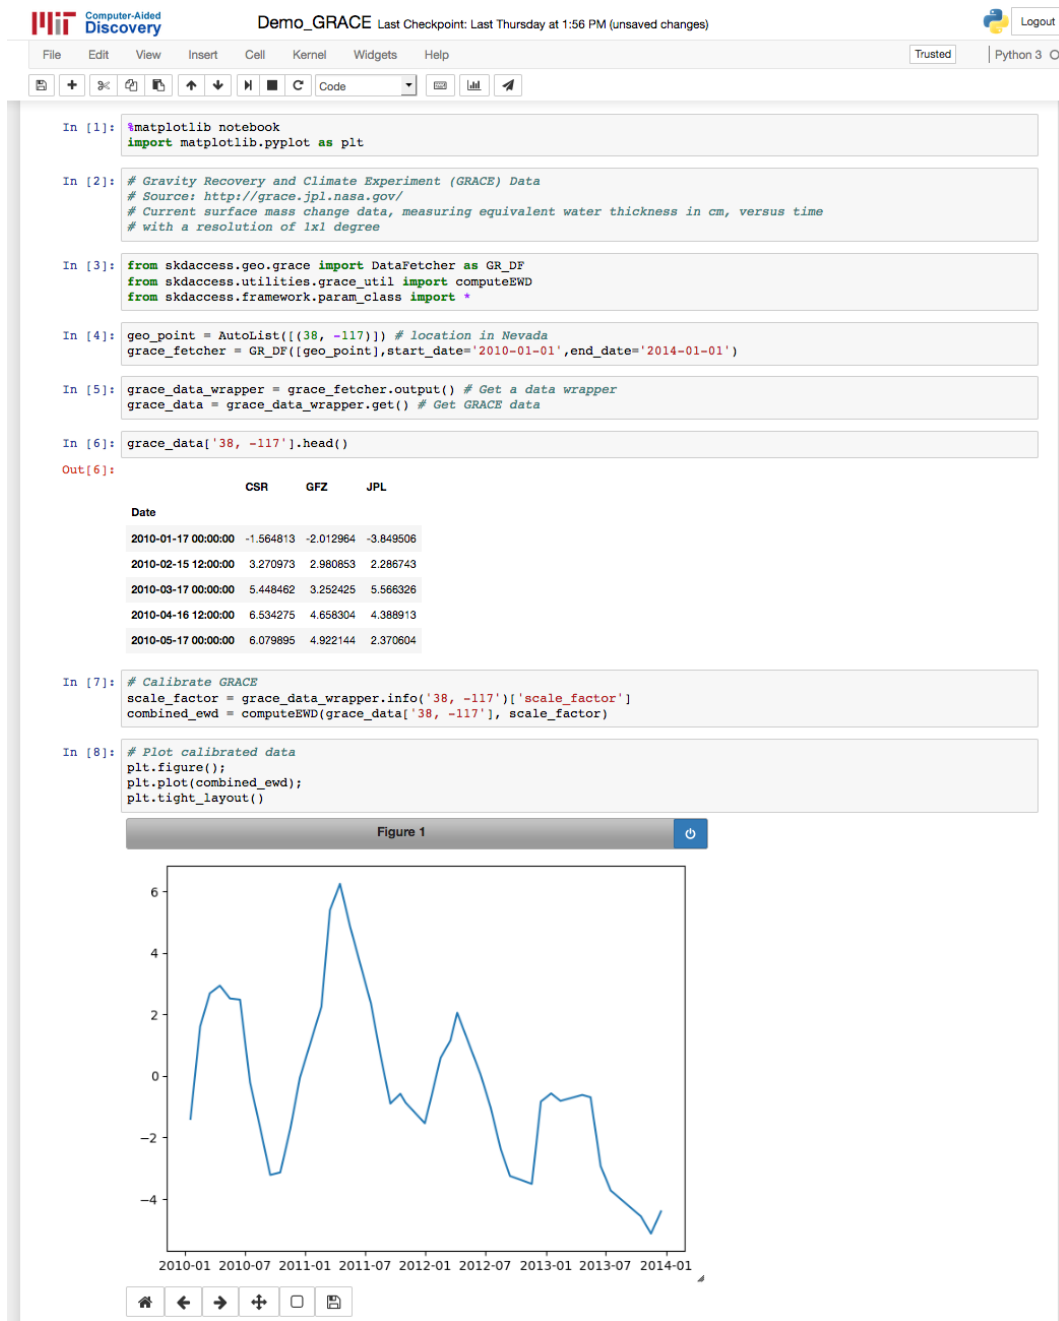 MIT Computer-Aided Discovery
Demo_GRACE Last Checkpoint: Last Thursday at 1:56 PM (unsaved changes)
Logout
File Edit View Insert Cell Kernel Widgets Help
Trusted
Python 3
Code
In [1]: %matplotlib notebook
import matplotlib.pyplot as plt
In [2]: # Gravity Recovery and Climate Experiment (GRACE) Data
# Source: http://grace.jpl.nasa.gov/
# Current surface mass change data, measuring equivalent water thickness in cm, versus time
# with a resolution of 1x1 degree
In [3]: from skdaccess.geo.grace import DataFetcher as GR_DF
from skdaccess.utilities.grace_util import computeEWD
from skdaccess.framework.param_class import *
In [4]: geo_point = AutoList([(38, -117)]) # location in Nevada
grace_fetcher = GR_DF([geo_point],start_date='2010-01-01',end_date='2014-01-01')
In [5]: grace_data_wrapper = grace_fetcher.output() # Get a data wrapper
grace_data = grace_data_wrapper.get() # Get GRACE data
In [6]: grace_data['38, -117'].head()
Out[6]:
CSR GFZ JPL
Date
2010-01-17 00:00:00 -1.564813 -2.012964 -3.849506
2010-02-15 12:00:00 3.270973 2.980853 2.286743
2010-03-17 00:00:00 5.448462 3.252425 5.566326
2010-04-16 12:00:00 6.534275 4.658304 4.388913
2010-05-17 00:00:00 6.079895 4.922144 2.370604
In [7]: # Calibrate GRACE
scale_factor = grace_data_wrapper.info('38, -117')['scale_factor']
combined_ewd = computeEWD(grace_data['38, -117'], scale_factor)
In [8]: # Plot calibrated data
plt.figure();
plt.plot(combined_ewd);
plt.tight_layout()
Figure 1
6
4
2
0
−2
−4
2010-01 2010-07 2011-01 2011-07 2012-01 2012-07 2013-01 2013-07 2014-01